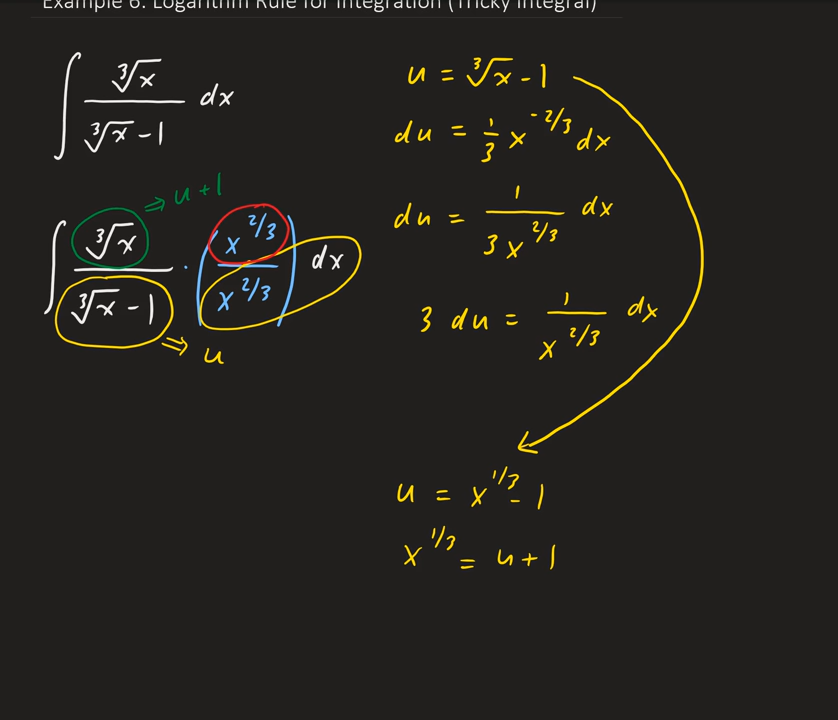 Example 6: Logarithm Rule for Integration (Tricky Integral)
∫ ∛x / (∛x - 1) dx
∫ ∛x / (∛x - 1) · (x^2/3 / x^2/3) dx
⇒ u + 1
⇒ u
u = ∛x - 1
du = 1/3 x^-2/3 dx
du = 1 / (3x^2/3) dx
3 du = 1 / x^2/3 dx
u = x^1/3 - 1
x^1/3 = u + 1